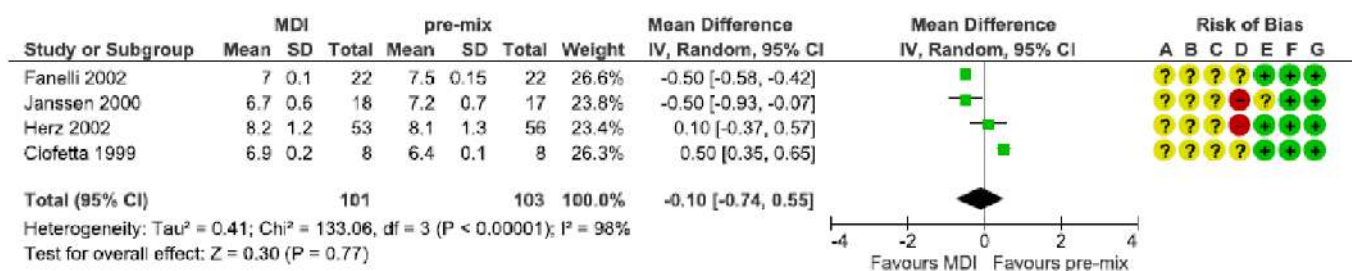 MDI pre-mix Mean Difference Mean Difference Risk of Bias
Study or Subgroup Mean SD Total Mean SD Total Weight IV, Random, 95% CI IV, Random, 95% CI A B C D E F G
Fanelli 2002 7 0.1 22 7.5 0.15 22 26.6% -0.50 [-0.58, -0.42] ? ? ? ? + + +
Janssen 2000 6.7 0.6 18 7.2 0.7 17 23.8% -0.50 [-0.93, -0.07] ? ? ? - ? + +
Herz 2002 8.2 1.2 53 8.1 1.3 56 23.4% 0.10 [-0.37, 0.57] ? ? ? - + + +
Ciofetta 1999 6.9 0.2 8 6.4 0.1 8 26.3% 0.50 [0.35, 0.65] ? ? ? ? + + +
Total (95% CI) 101 103 100.0% -0.10 [-0.74, 0.55]
Heterogeneity: Tau² = 0.41; Chi² = 133.06, df = 3 (P < 0.00001); I² = 98%
Test for overall effect: Z = 0.30 (P = 0.77)
-4 -2 0 2 4
Favours MDI Favours pre-mix